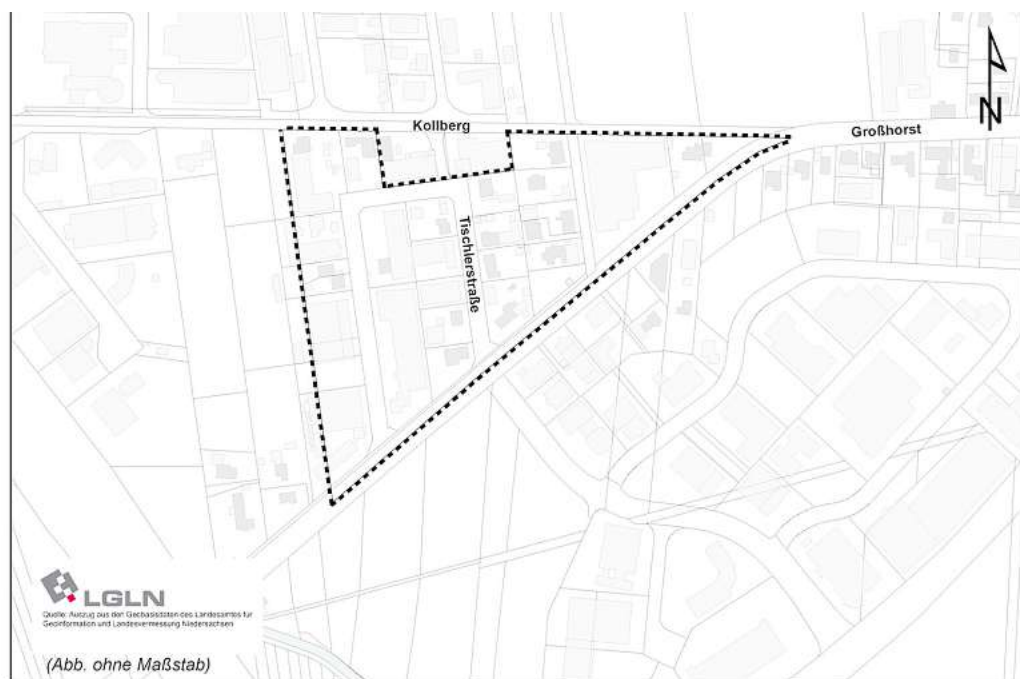 N
Kollberg
Großhorst
Tischlerstraße
LGLN
Quelle: Auszug aus den Geobasisdaten des Landesamtes für
Geoinformation und Landesvermessung Niedersachsen
(Abb. ohne Maßstab)